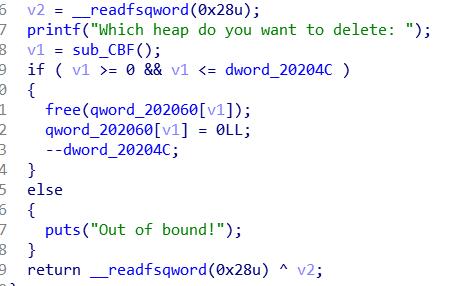 6 v2 = __readfsqword(0x28u);
7 printf("Which heap do you want to delete: ");
8 v1 = sub_CBF();
9 if ( v1 >= 0 && v1 <= dword_20204C )
0 {
1 free(qword_202060[v1]);
2 qword_202060[v1] = 0LL;
3 --dword_20204C;
4 }
5 else
6 {
7 puts("Out of bound!");
8 }
9 return __readfsqword(0x28u) ^ v2;